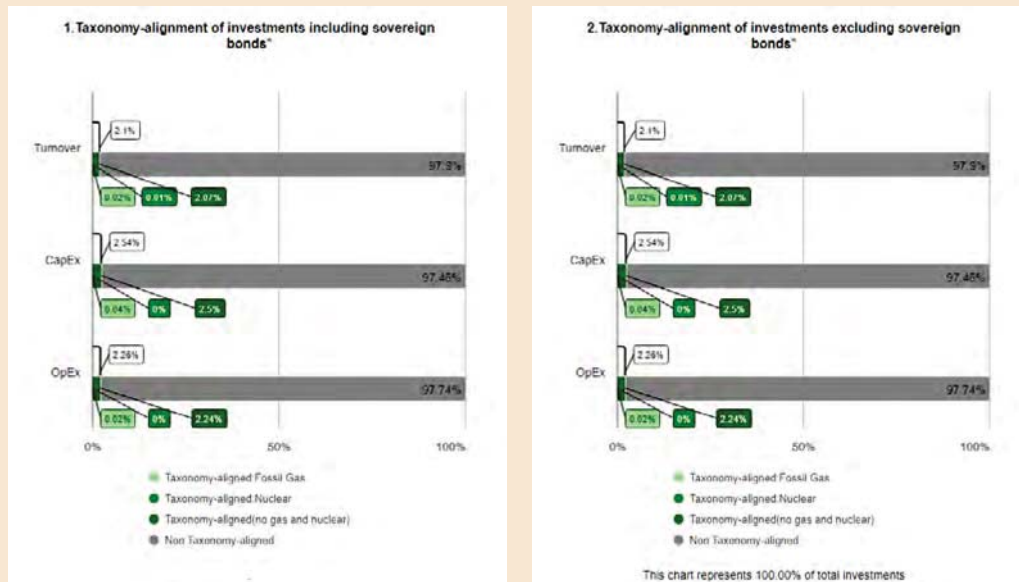 1.Taxonomy-alignment of investments including sovereign
bonds*
Turnover
2.1%
97.9%
0.02%
0.01%
2.07%
CapEx
2.54%
97.46%
0.04%
0%
2.5%
OpEx
2.26%
97.74%
0.02%
0%
2.24%
0%
50%
100%
Taxonomy-aligned:Fossil Gas
Taxonomy-aligned:Nuclear
Taxonomy-aligned(no gas and nuclear)
Non Taxonomy-aligned
2.Taxonomy-alignment of investments excluding sovereign
bonds*
Turnover
2.1%
97.9%
0.02%
0.01%
2.07%
CapEx
2.54%
97.46%
0.04%
0%
2.5%
OpEx
2.26%
97.74%
0.02%
0%
2.24%
0%
50%
100%
Taxonomy-aligned:Fossil Gas
Taxonomy-aligned:Nuclear
Taxonomy-aligned(no gas and nuclear)
Non Taxonomy-aligned
This chart represents 100.00% of total investments